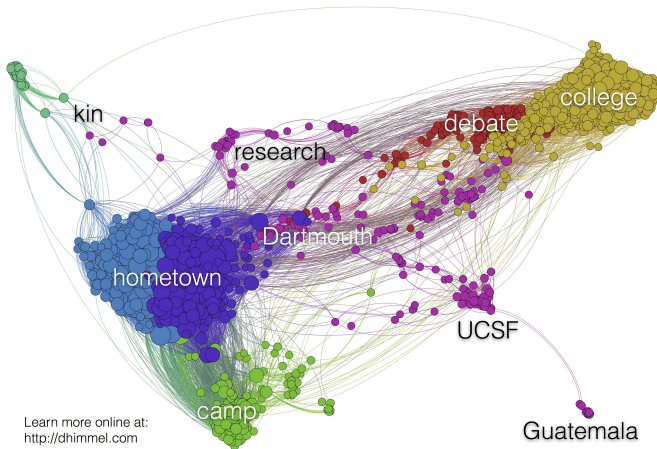 college
kin
debate
research
Dartmouth
hometown
UCSF
camp
Learn more online at:
http://dhimmel.com
Guatemala